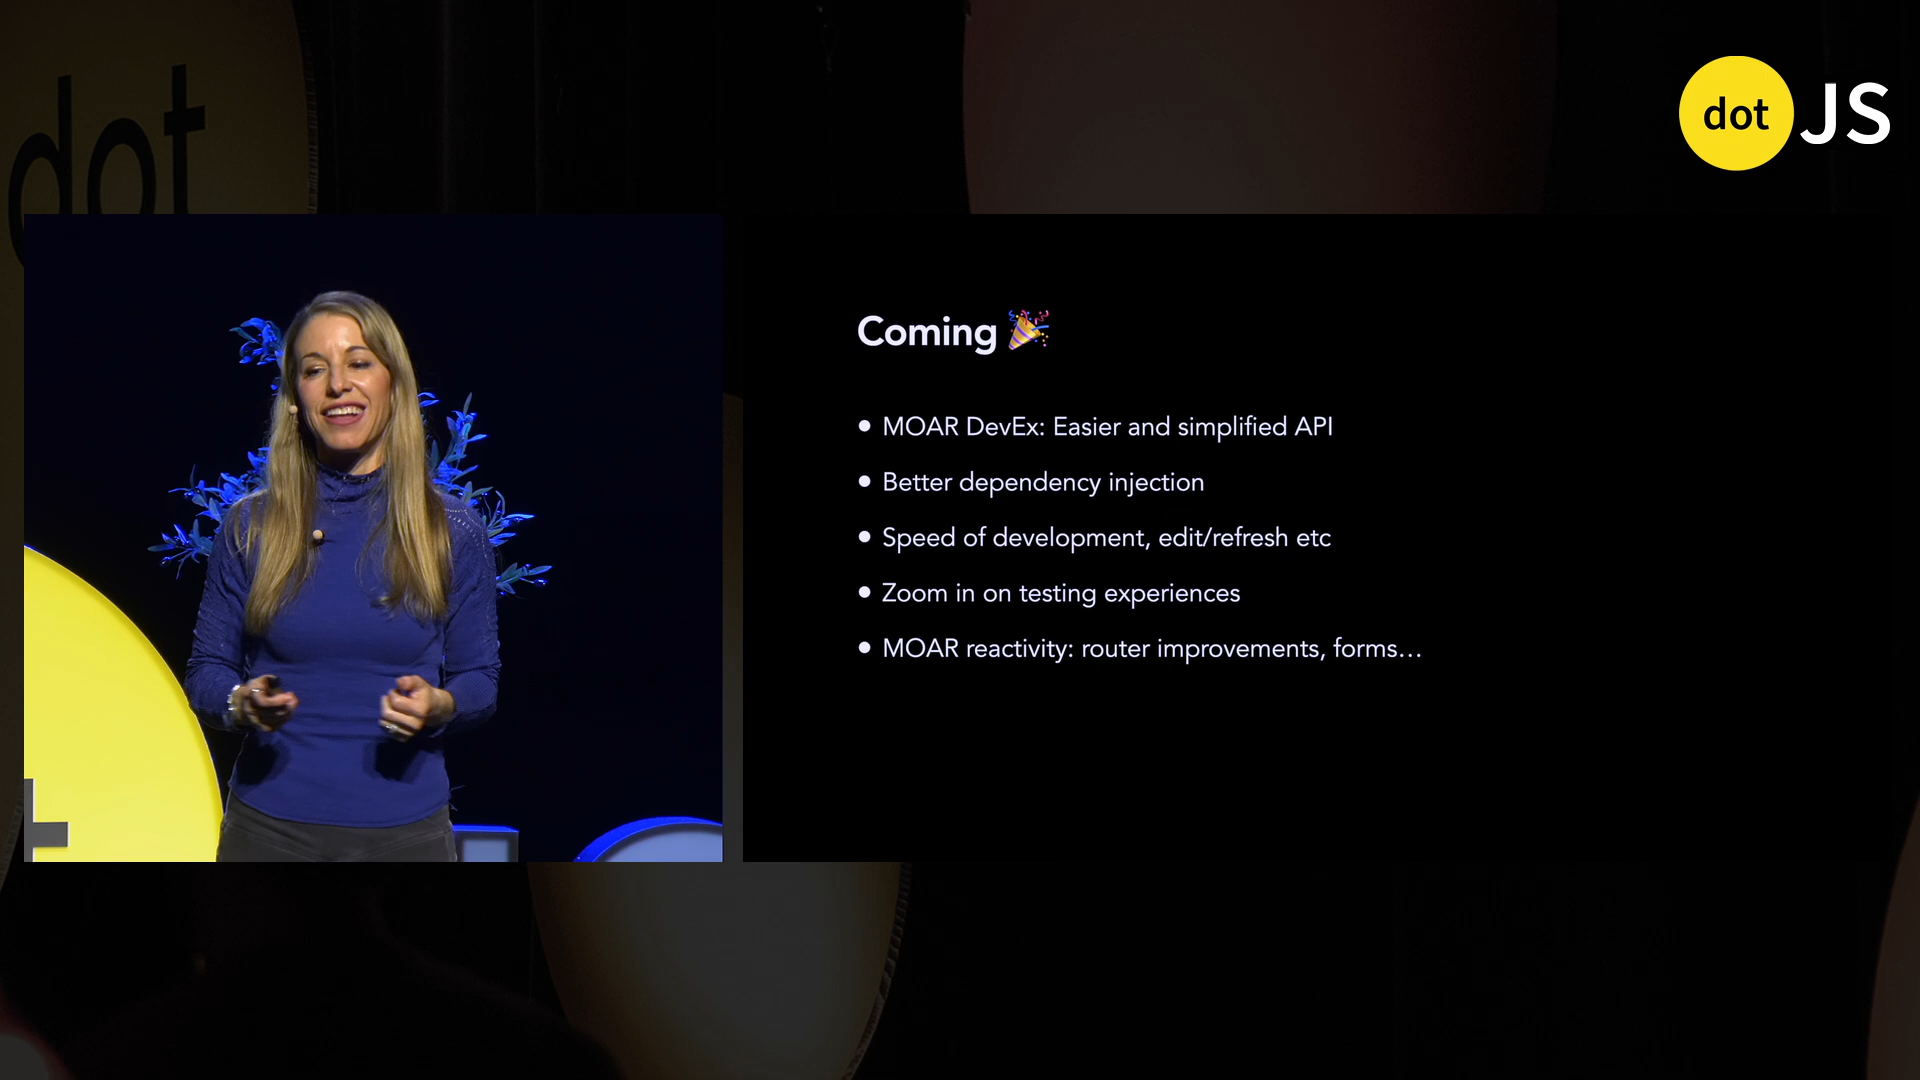 dot
dot JS
Coming 🎉
• MOAR DevEx: Easier and simplified API
• Better dependency injection
• Speed of development, edit/refresh etc
• Zoom in on testing experiences
• MOAR reactivity: router improvements, forms…
t